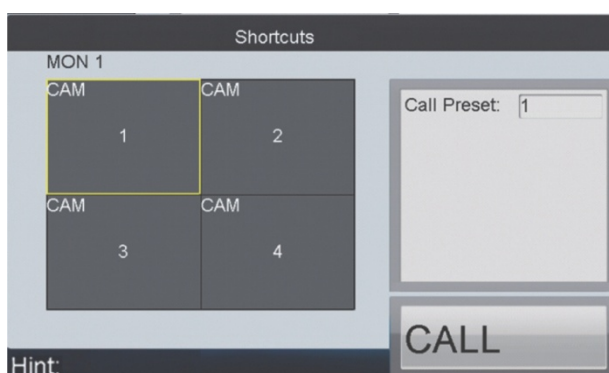 Shortcuts
MON 1
CAM
1
CAM
2
CAM
3
CAM
4
Call Preset: 1
CALL
Hint: